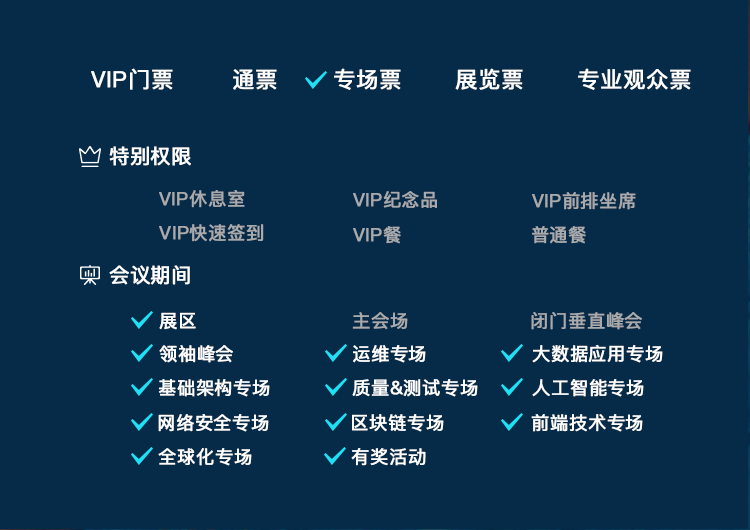 VIP门票 通票 专场票 展览票 专业观众票
特别权限
VIP休息室 VIP纪念品 VIP前排坐席
VIP快速签到 VIP餐 普通餐
会议期间
展区 主会场 闭门垂直峰会
领袖峰会 运维专场 大数据应用专场
基础架构专场 质量&测试专场 人工智能专场
网络安全专场 区块链专场 前端技术专场
全球化专场 有奖活动